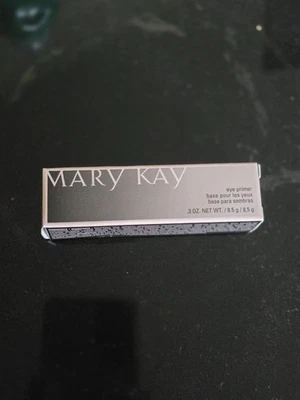 MARY KAY
eye primer
base pour les yeux
base para sombras
.3 OZ. NET WT. / 8.5 g / 8,5 g